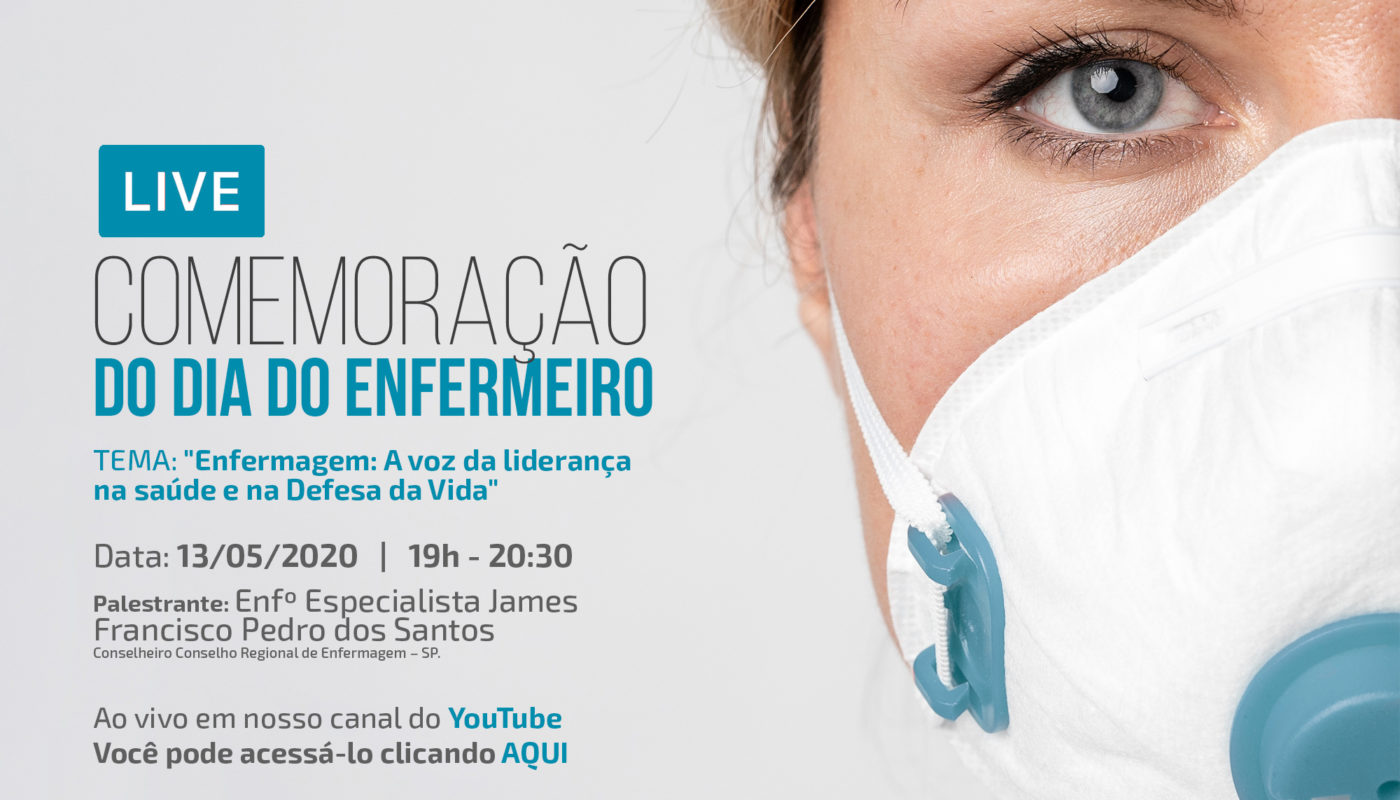 LIVE
COMEMORAÇÃO
DO DIA DO ENFERMEIRO
TEMA: "Enfermagem: A voz da liderança
na saúde e na Defesa da Vida"
Data: 13/05/2020 | 19h - 20:30
Palestrante: Enfº Especialista James
Francisco Pedro dos Santos
Conselheiro Conselho Regional de Enfermagem – SP.
Ao vivo em nosso canal do YouTube
Você pode acessá-lo clicando AQUI